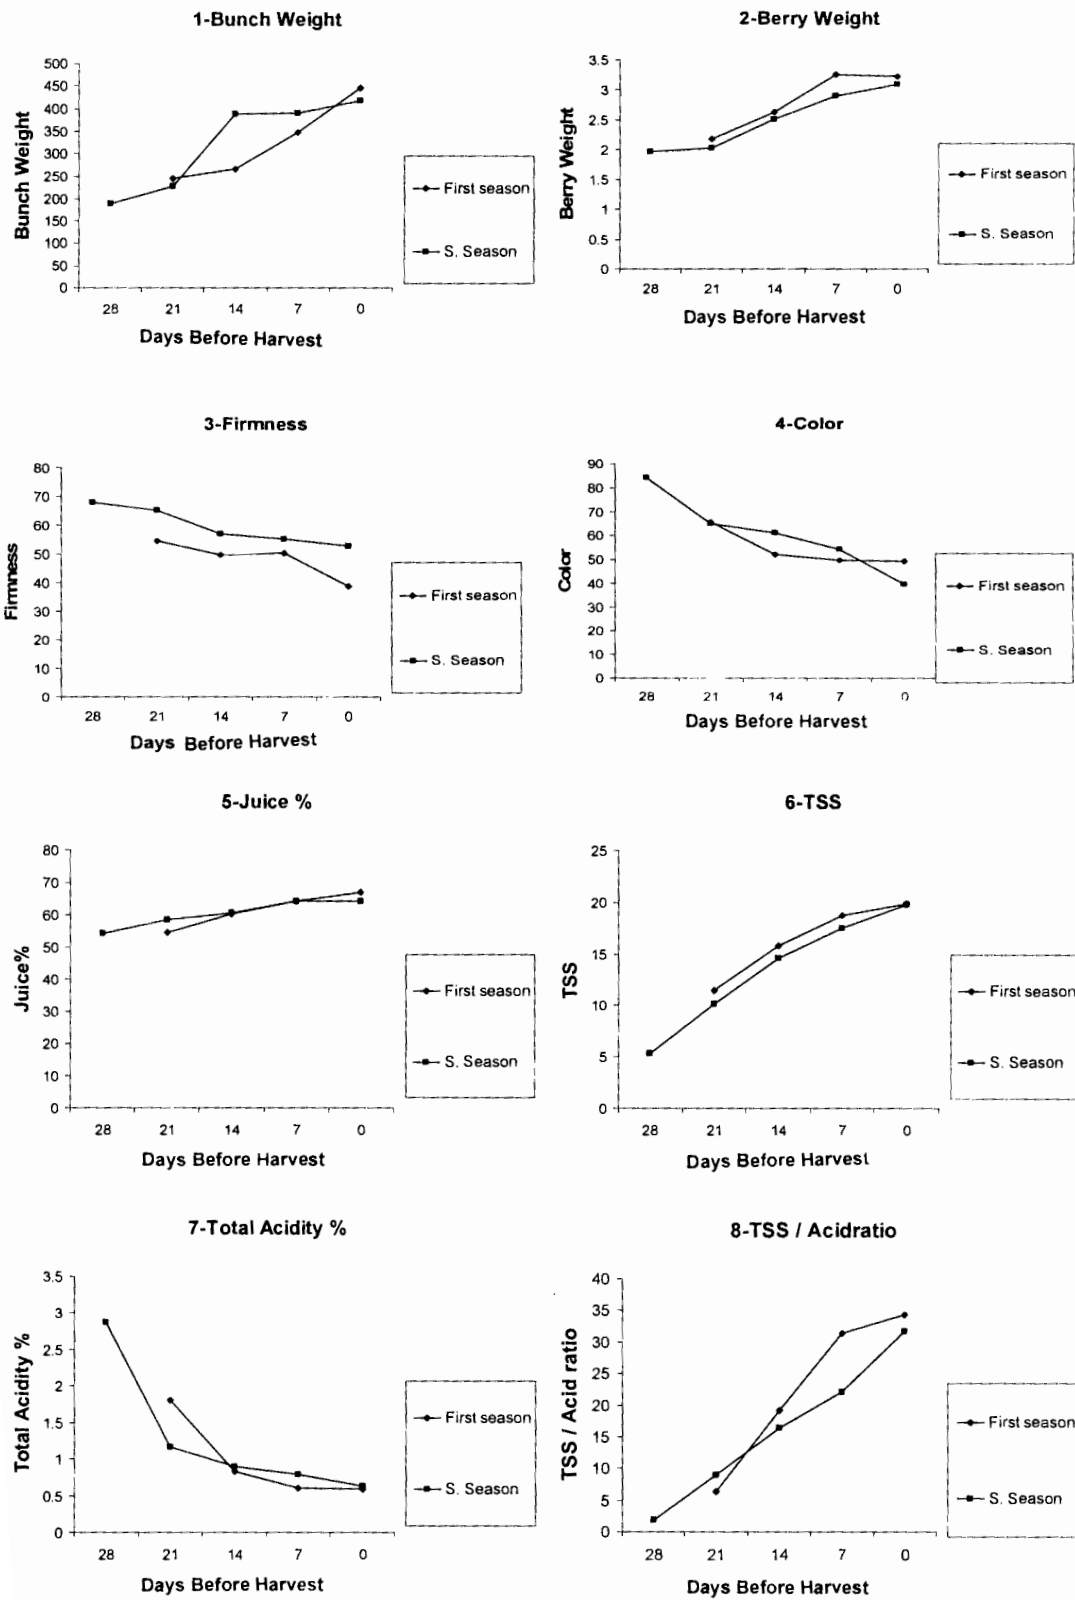 1-Bunch Weight
500
450
400
350
300
250
200
150
100
50
0
Bunch Weight
28 21 14 7 0
Days Before Harvest
First season
S. Season
2-Berry Weight
3.5
3
2.5
2
1.5
1
0.5
0
Berry Weight
28 21 14 7 0
Days Before Harvest
First season
S. Season
3-Firmness
80
70
60
50
40
30
20
10
0
Firmness
28 21 14 7 0
Days Before Harvest
First season
S. Season
4-Color
90
80
70
60
50
40
30
20
10
0
Color
28 21 14 7 0
Days Before Harvest
First season
S. Season
5-Juice %
80
70
60
50
40
30
20
10
0
Juice%
28 21 14 7 0
Days Before Harvest
First season
S. Season
6-TSS
25
20
15
10
5
0
TSS
28 21 14 7 0
Days Before Harvest
First season
S. Season
7-Total Acidity %
3.5
3
2.5
2
1.5
1
0.5
0
Total Acidity %
28 21 14 7 0
Days Before Harvest
First season
S. Season
8-TSS / Acidratio
40
35
30
25
20
15
10
5
0
TSS / Acid ratio
28 21 14 7 0
Days Before Harvest
First season
S. Season